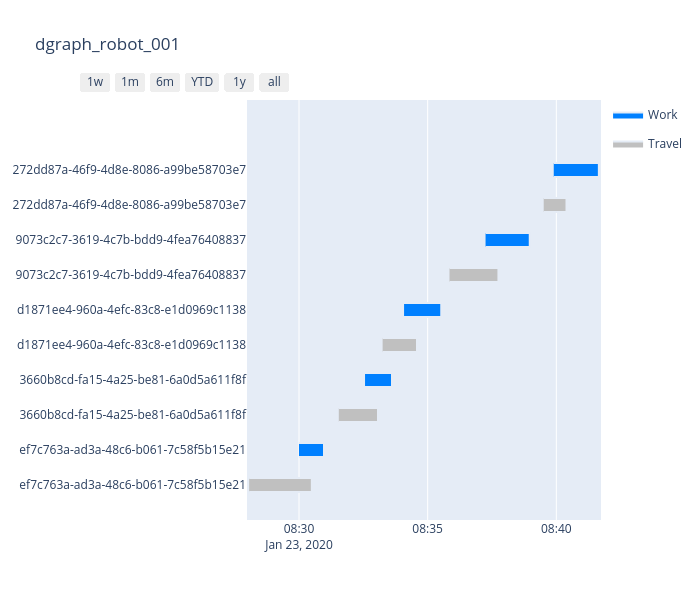 dgraph_robot_001
1w 1m 6m YTD 1y all
Work
Travel
272dd87a-46f9-4d8e-8086-a99be58703e7
272dd87a-46f9-4d8e-8086-a99be58703e7
9073c2c7-3619-4c7b-bdd9-4fea76408837
9073c2c7-3619-4c7b-bdd9-4fea76408837
d1871ee4-960a-4efc-83c8-e1d0969c1138
d1871ee4-960a-4efc-83c8-e1d0969c1138
3660b8cd-fa15-4a25-be81-6a0d5a611f8f
3660b8cd-fa15-4a25-be81-6a0d5a611f8f
ef7c763a-ad3a-48c6-b061-7c58f5b15e21
ef7c763a-ad3a-48c6-b061-7c58f5b15e21
08:30 08:35 08:40
Jan 23, 2020